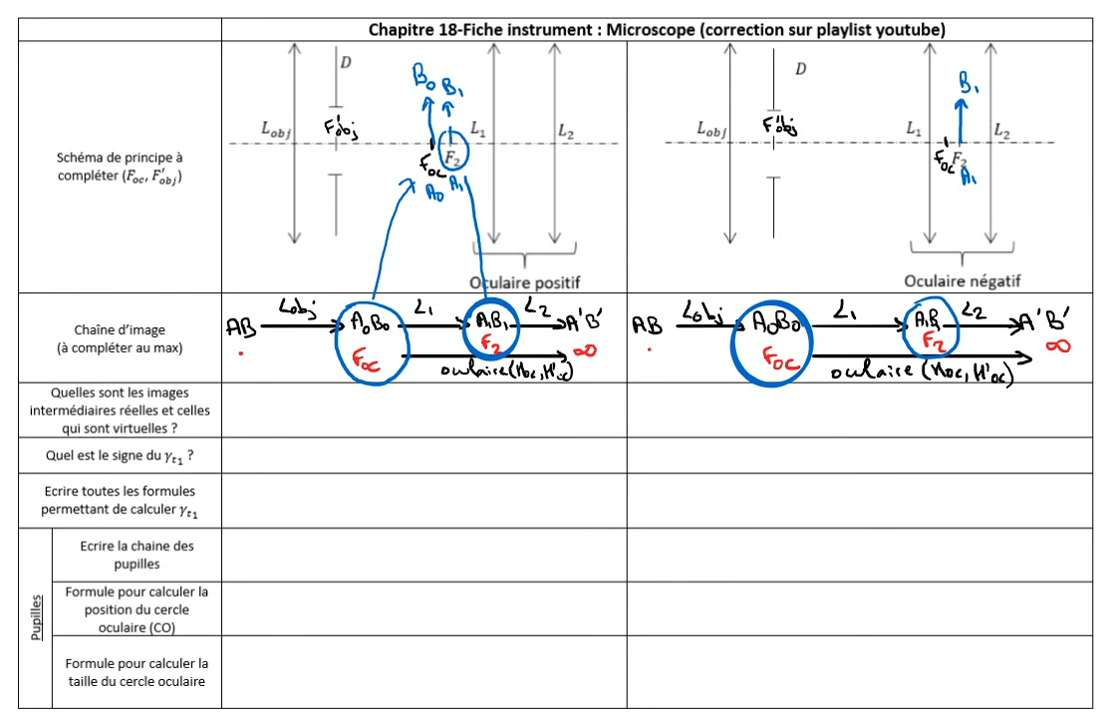 Chapitre 18-Fiche instrument : Microscope (correction sur playlist youtube)
Schéma de principe à
compléter (F_oc, F'_obj)
L_obj
D
F'obj
B₀
B₁
Foc
F₂
A₀
A₁
L₁
L₂
Oculaire positif
L_obj
D
F'obj
L₁
B₁
Foc
F₂
A₁
L₂
Oculaire négatif
Chaîne d'image
(à compléter au max)
AB Lobj A₀B₀ L₁ A₁B₁ L₂ A'B'
Foc F₂ ∞
oculaire (Hoc, H'oc)
AB Lobj A₀B₀ L₁ A₁B₁ L₂ A'B'
Foc F₂ ∞
oculaire (Hoc, H'oc)
Quelles sont les images
intermédiaires réelles et celles
qui sont virtuelles ?
Quel est le signe du γ_t₁ ?
Ecrire toutes les formules
permettant de calculer γ_t₁
Pupilles
Ecrire la chaine des
pupilles
Formule pour calculer la
position du cercle
oculaire (CO)
Formule pour calculer la
taille du cercle oculaire